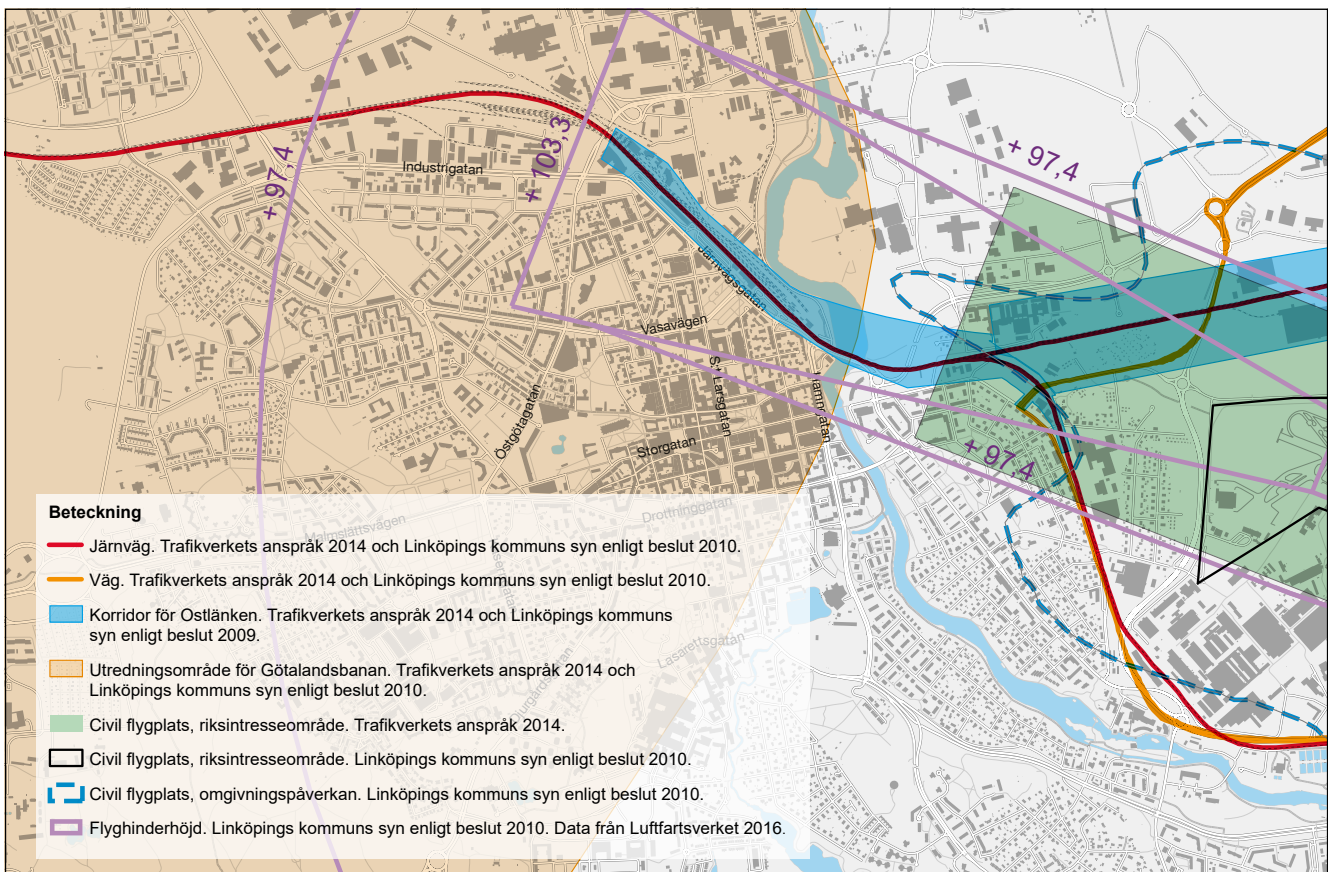 + 97,4
+ 103,3
+ 97,4
Industrigatan
Järnvägsgatan
Vasavägen
S:t Larsgatan
Hamngatan
Östgötagatan
Storgatan
+ 97,4
Drottninggatan
Malmslättsvägen
Lasarettsgatan
Beteckning
Järnväg. Trafikverkets anspråk 2014 och Linköpings kommuns syn enligt beslut 2010.
Väg. Trafikverkets anspråk 2014 och Linköpings kommuns syn enligt beslut 2010.
Korridor för Ostlänken. Trafikverkets anspråk 2014 och Linköpings kommuns
syn enligt beslut 2009.
Utredningsområde för Götalandsbanan. Trafikverkets anspråk 2014 och
Linköpings kommuns syn enligt beslut 2010.
Civil flygplats, riksintresseområde. Trafikverkets anspråk 2014.
Civil flygplats, riksintresseområde. Linköpings kommuns syn enligt beslut 2010.
Civil flygplats, omgivningspåverkan. Linköpings kommuns syn enligt beslut 2010.
Flyghinderhöjd. Linköpings kommuns syn enligt beslut 2010. Data från Luftfartsverket 2016.